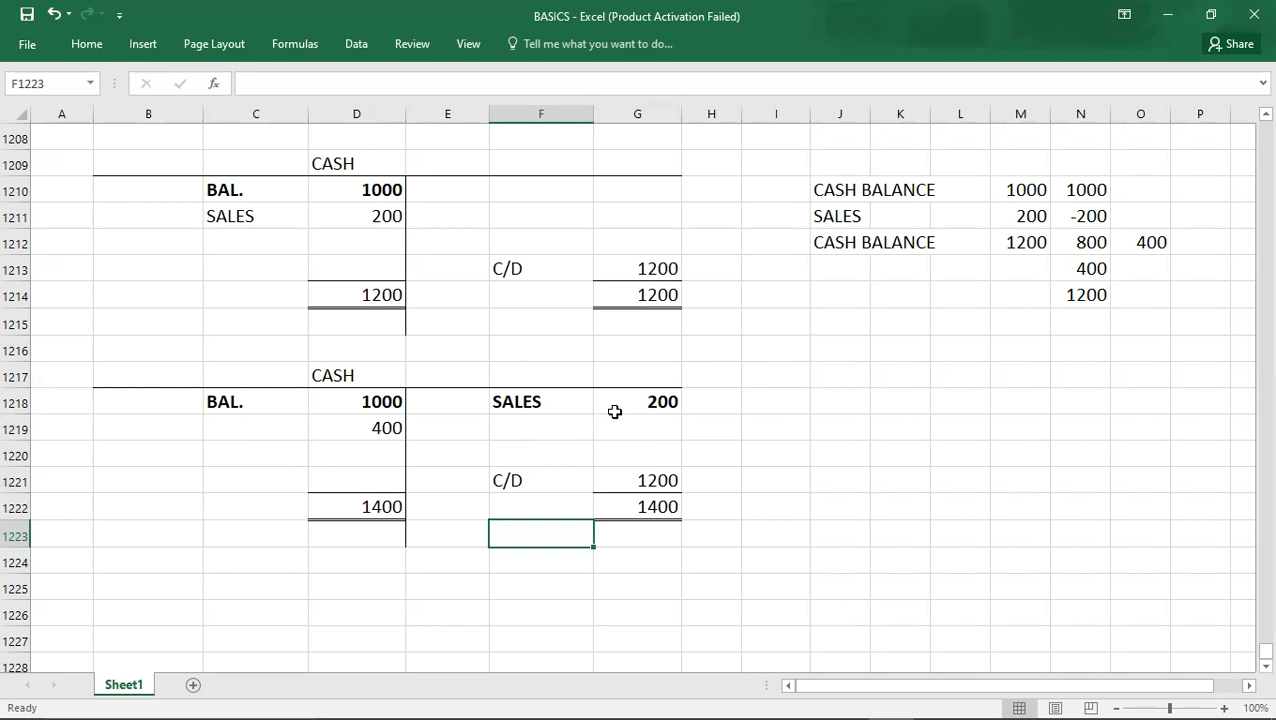 BASICS - Excel (Product Activation Failed)
File Home Insert Page Layout Formulas Data Review View Tell me what you want to do... Share
F1223 fx
A B C D E F G H I J K L M N O P
1208
1209 CASH
1210 BAL. 1000 CASH BALANCE 1000 1000
1211 SALES 200 SALES 200 -200
1212 CASH BALANCE 1200 800 400
1213 C/D 1200 400
1214 1200 1200 1200
1215
1216
1217 CASH
1218 BAL. 1000 SALES 200
1219 400
1220
1221 C/D 1200
1222 1400 1400
1223
1224
1225
1226
1227
1228
Sheet1
Ready 100%